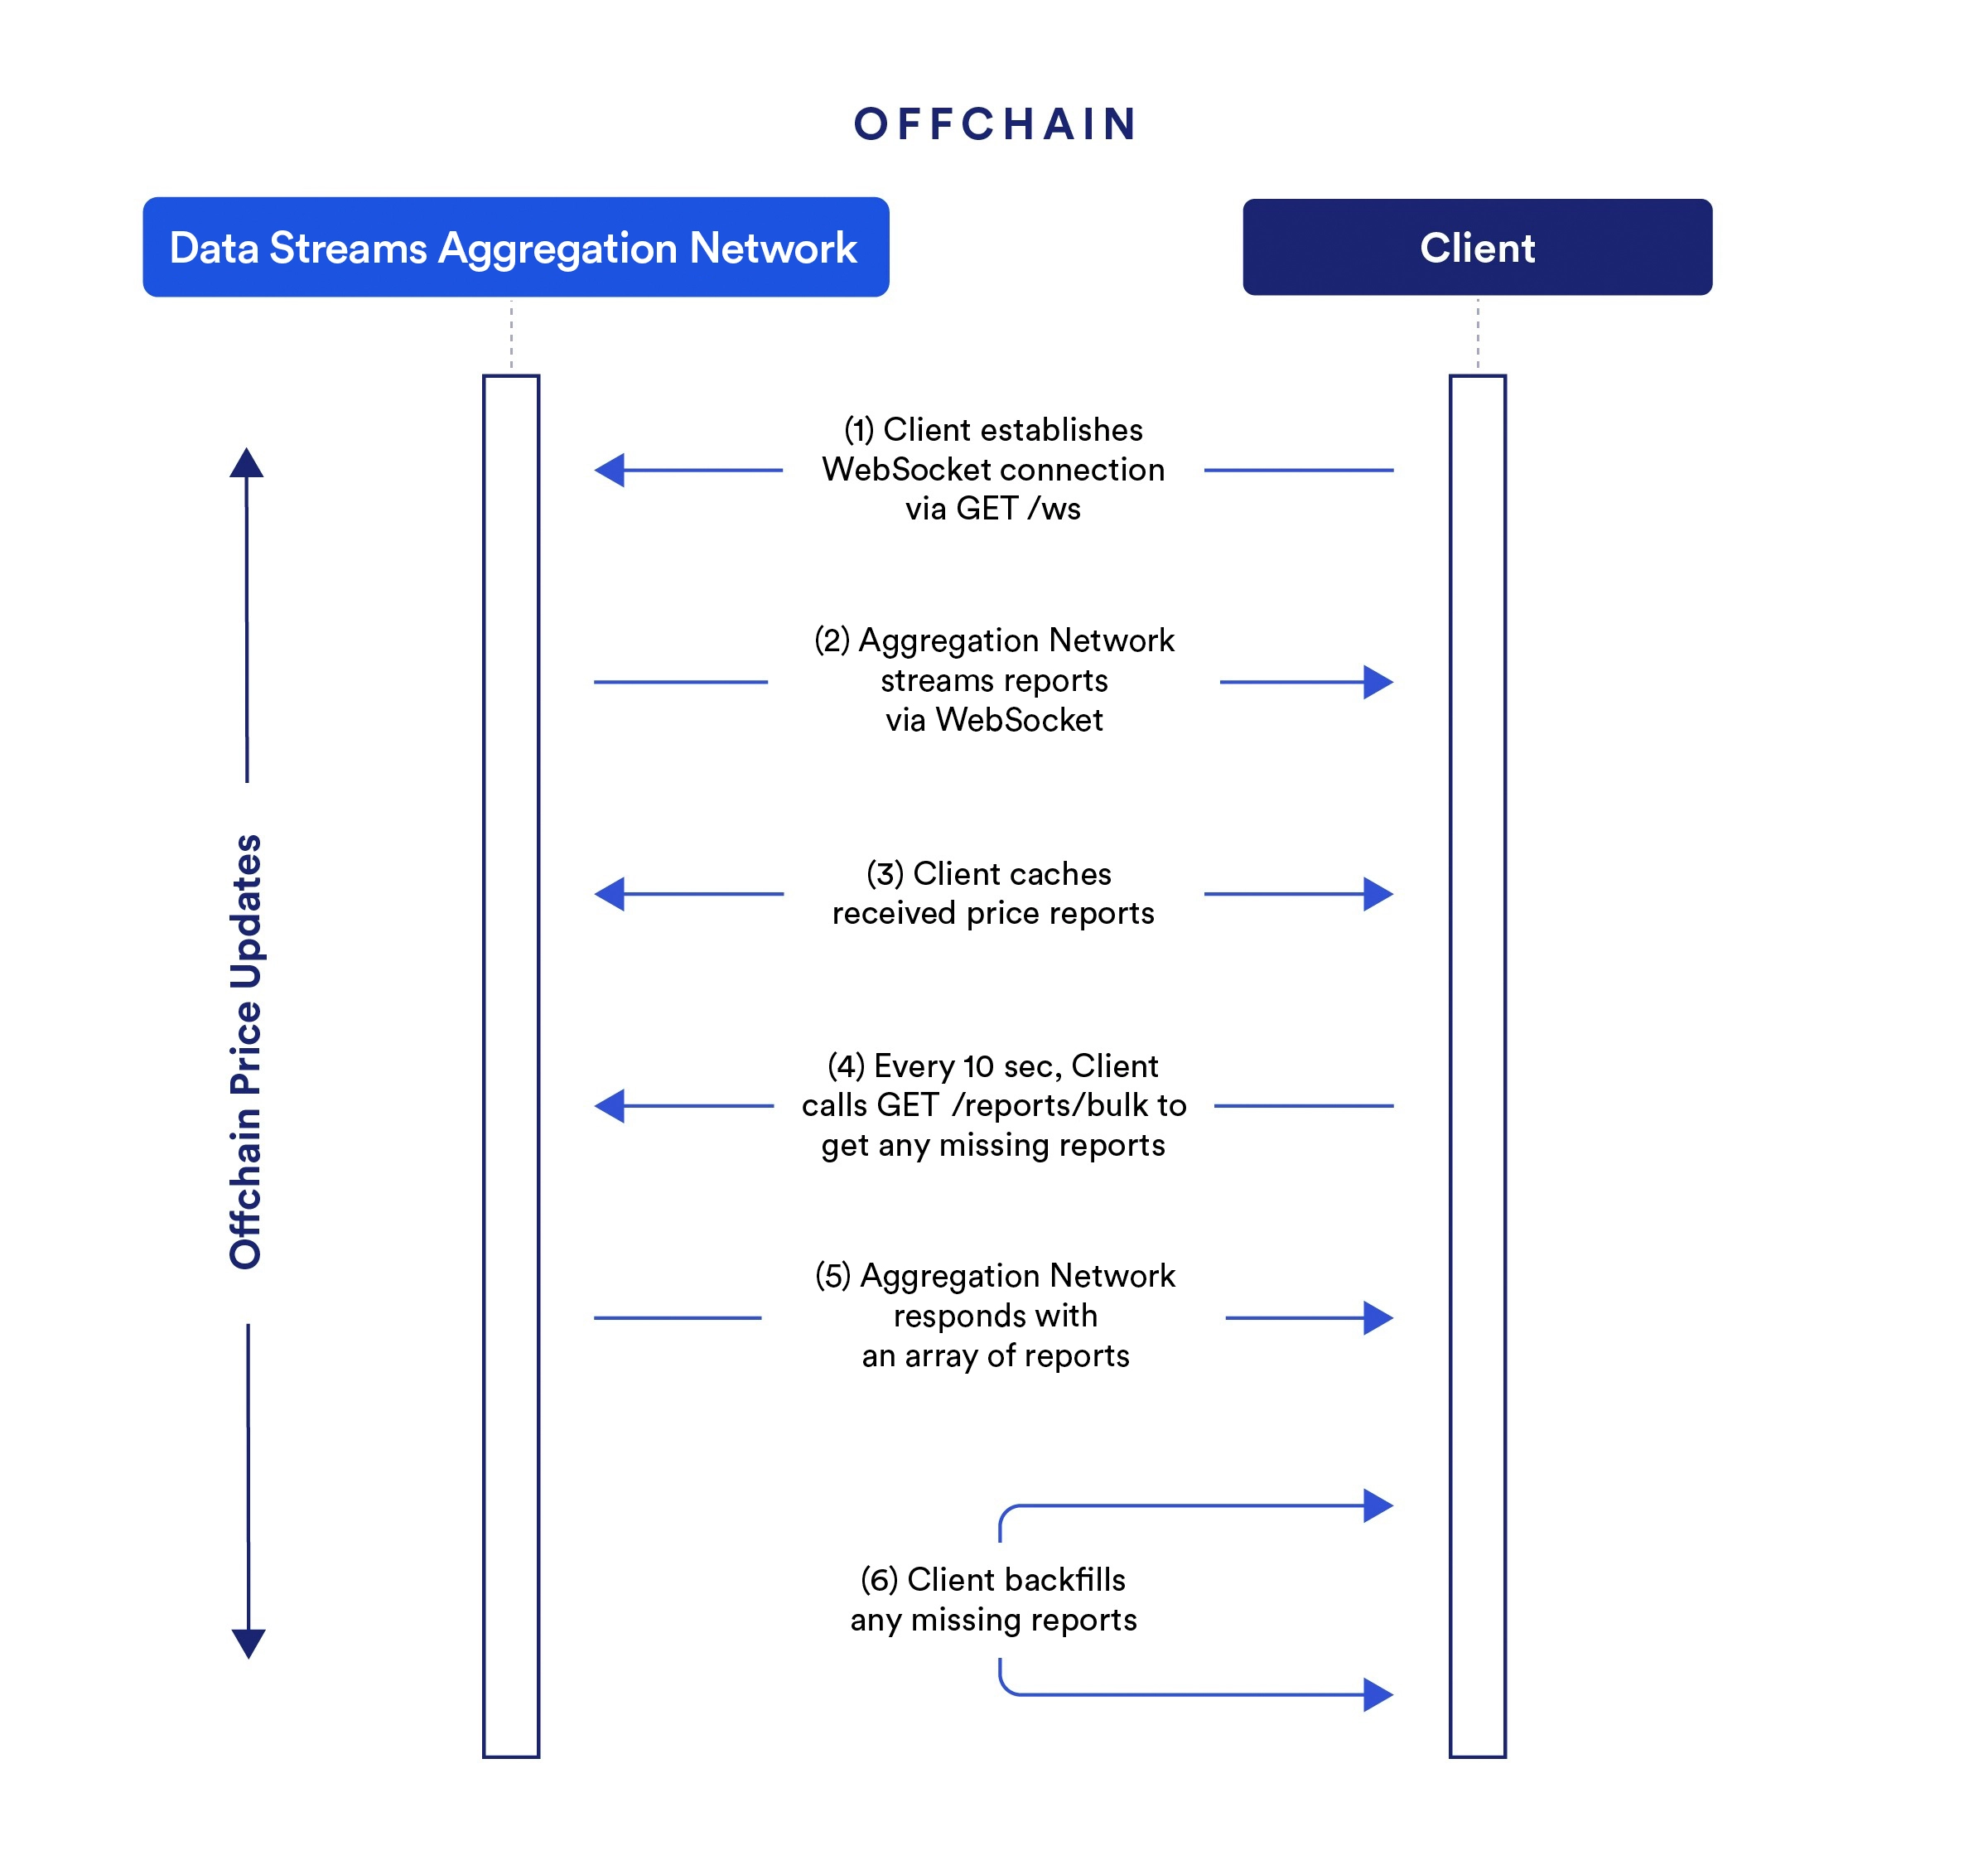 OFFCHAIN
Data Streams Aggregation Network
Client
(1) Client establishes
WebSocket connection
via GET /ws
(2) Aggregation Network
streams reports
via WebSocket
(3) Client caches
received price reports
(4) Every 10 sec, Client
calls GET /reports/bulk to
get any missing reports
(5) Aggregation Network
responds with
an array of reports
(6) Client backfills
any missing reports
Offchain Price Updates